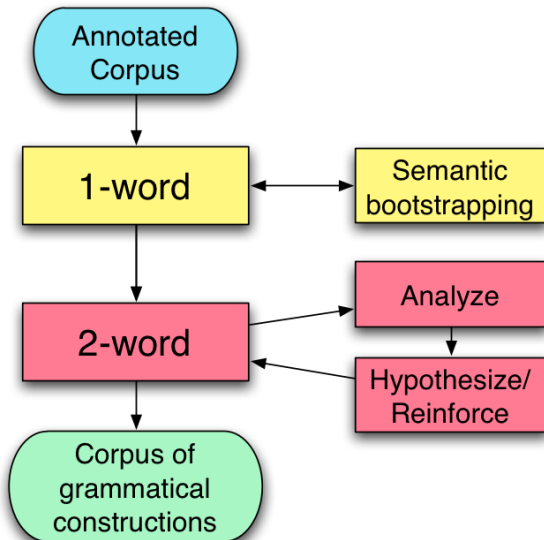 Annotated
Corpus
1-word
Semantic
bootstrapping
2-word
Analyze
Hypothesize/
Reinforce
Corpus of
grammatical
constructions